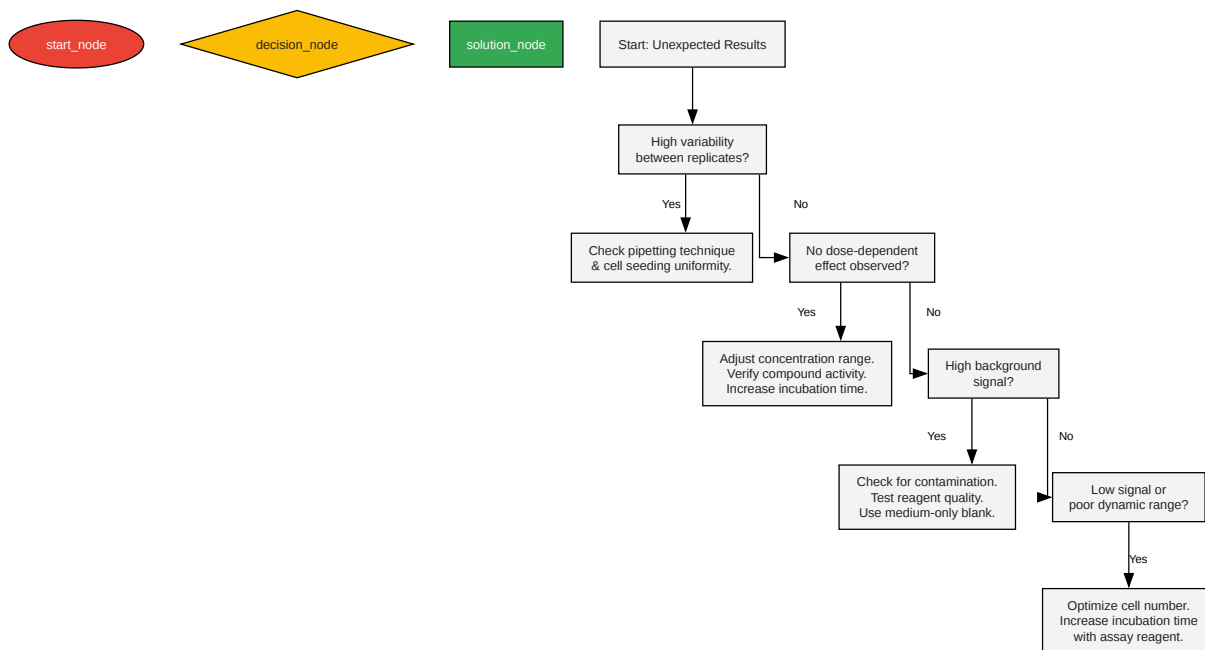 start_node
decision_node
solution_node
Start: Unexpected Results
High variability
between replicates?
Yes
No
Check pipetting technique
& cell seeding uniformity.
No dose-dependent
effect observed?
Yes
No
Adjust concentration range.
Verify compound activity.
Increase incubation time.
High background
signal?
Yes
No
Check for contamination.
Test reagent quality.
Use medium-only blank.
Low signal or
poor dynamic range?
Yes
Optimize cell number.
Increase incubation time
with assay reagent.